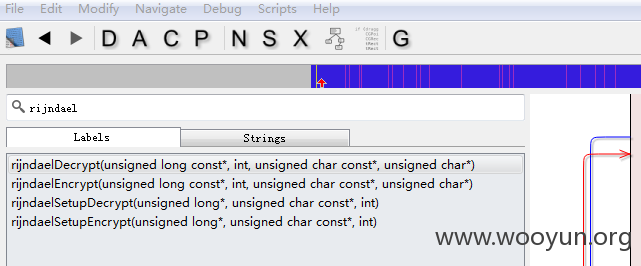 File Edit Modify Navigate Debug Scripts Help
D A C P N S X G
rijndael
Labels Strings
rijndaelDecrypt(unsigned long const*, int, unsigned char const*, unsigned char*)
rijndaelEncrypt(unsigned long const*, int, unsigned char const*, unsigned char*)
rijndaelSetupDecrypt(unsigned long*, unsigned char const*, int)
rijndaelSetupEncrypt(unsigned long*, unsigned char const*, int)
www.wooyun.org